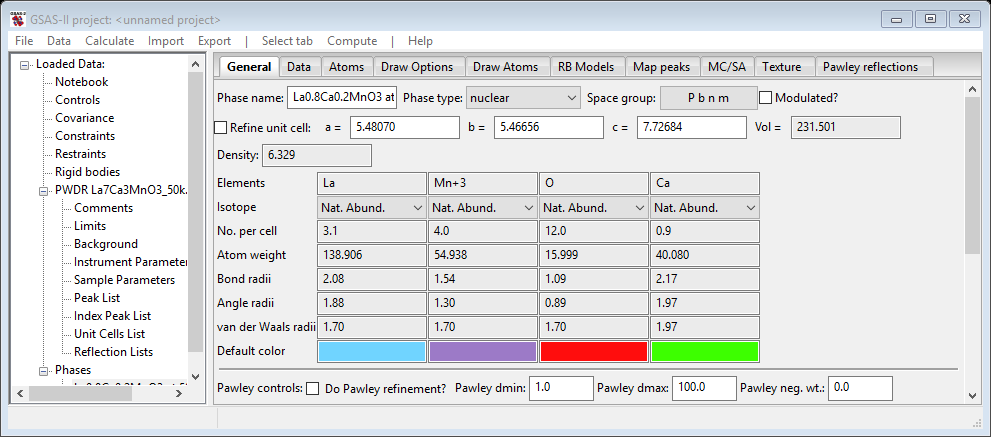 GSAS-II project: <unnamed project>
File Data Calculate Import Export | Select tab Compute | Help
Loaded Data:
Notebook
Controls
Covariance
Constraints
Restraints
Rigid bodies
PWDR La7Ca3MnO3_50k.
Comments
Limits
Background
Instrument Parameter
Sample Parameters
Peak List
Index Peak List
Unit Cells List
Reflection Lists
Phases
General Data Atoms Draw Options Draw Atoms RB Models Map peaks MC/SA Texture Pawley reflections
Phase name: La0.8Ca0.2MnO3 at Phase type: nuclear Space group: P b n m Modulated?
Refine unit cell: a = 5.48070 b = 5.46656 c = 7.72684 Vol = 231.501
Density: 6.329
Elements La Mn+3 O Ca
Isotope Nat. Abund. Nat. Abund. Nat. Abund. Nat. Abund.
No. per cell 3.1 4.0 12.0 0.9
Atom weight 138.906 54.938 15.999 40.080
Bond radii 2.08 1.54 1.09 2.17
Angle radii 1.88 1.30 0.89 1.97
van der Waals radii 1.70 1.70 1.70 1.97
Default color
Pawley controls: Do Pawley refinement? Pawley dmin: 1.0 Pawley dmax: 100.0 Pawley neg. wt.: 0.0